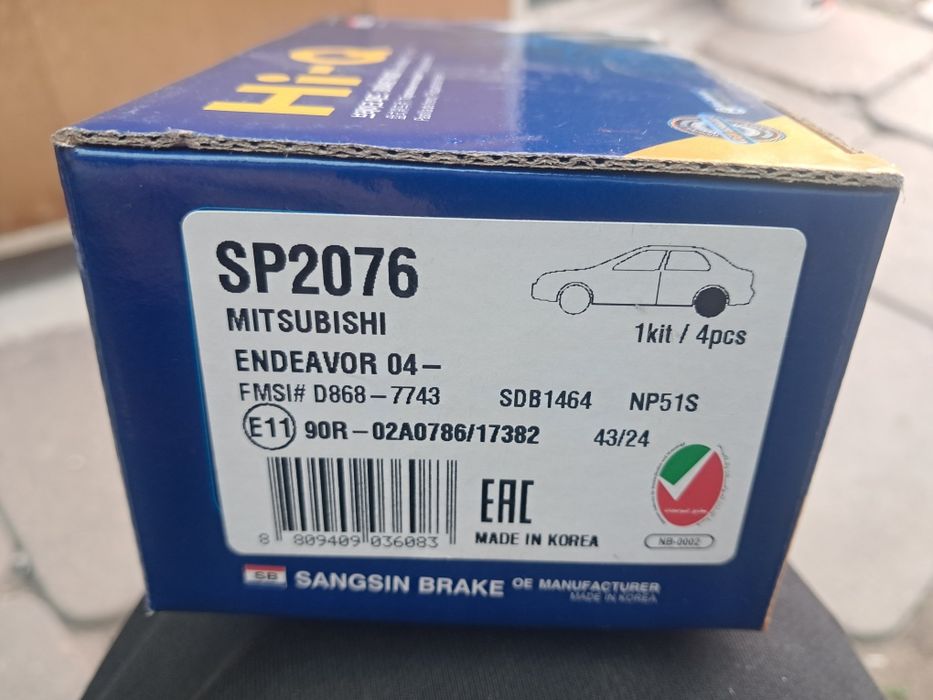 Hi-Q
SP2076
MITSUBISHI
1kit / 4pcs
ENDEAVOR 04-
FMSI# D868-7743 SDB1464 NP51S
E11 90R-02A0786/17382 43/24
EAC
8 809409 036083
MADE IN KOREA
NB-0002
SB SANGSIN BRAKE OE MANUFACTURER
MADE IN KOREA